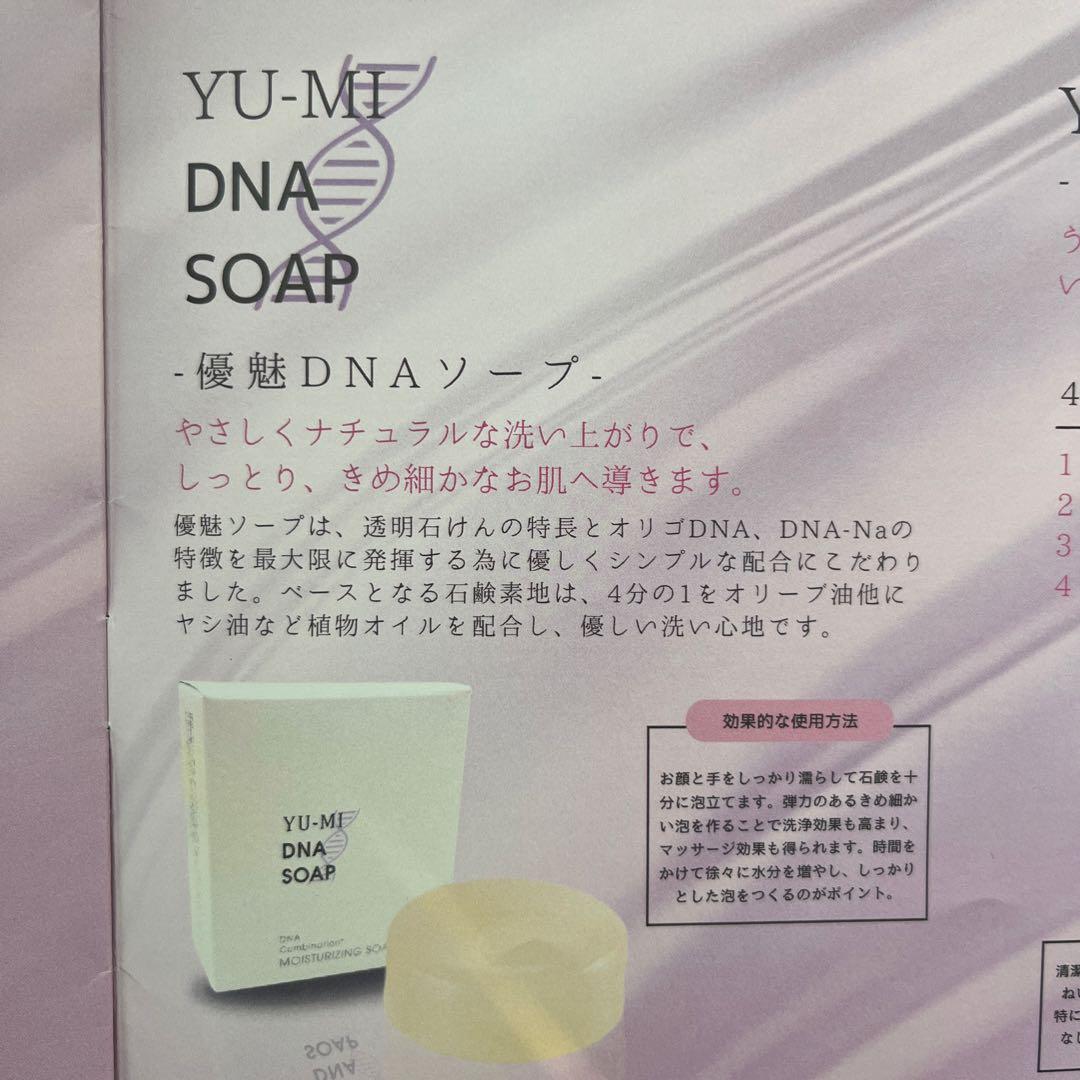 YU-MI
DNA
SOAP
-優魅DNAソープ-
やさしくナチュラルな洗い上がりで、
しっとり、きめ細かなお肌へ導きます。
優魅ソープは、透明石けんの特長とオリゴDNA、DNA-Naの
特徴を最大限に発揮する為に優しくシンプルな配合にこだわり
ました。ベースとなる石鹸素地は、4分の1をオリーブ油他に
ヤシ油など植物オイルを配合し、優しい洗い心地です。
効果的な使用方法
お顔と手をしっかり濡らして石鹸を十
分に泡立てます。弾力のあるきめ細か
い泡を作ることで洗浄効果も高まり、
マッサージ効果も得られます。時間を
かけて徐々に水分を増やし、しっかり
とした泡をつくるのがポイント。
YU-MI
DNA
SOAP
DNA
Combination+
MOISTURIZING SOA
SOAP
DNA
う
い
4
1
2
3
4
清潔
ね
特に
な